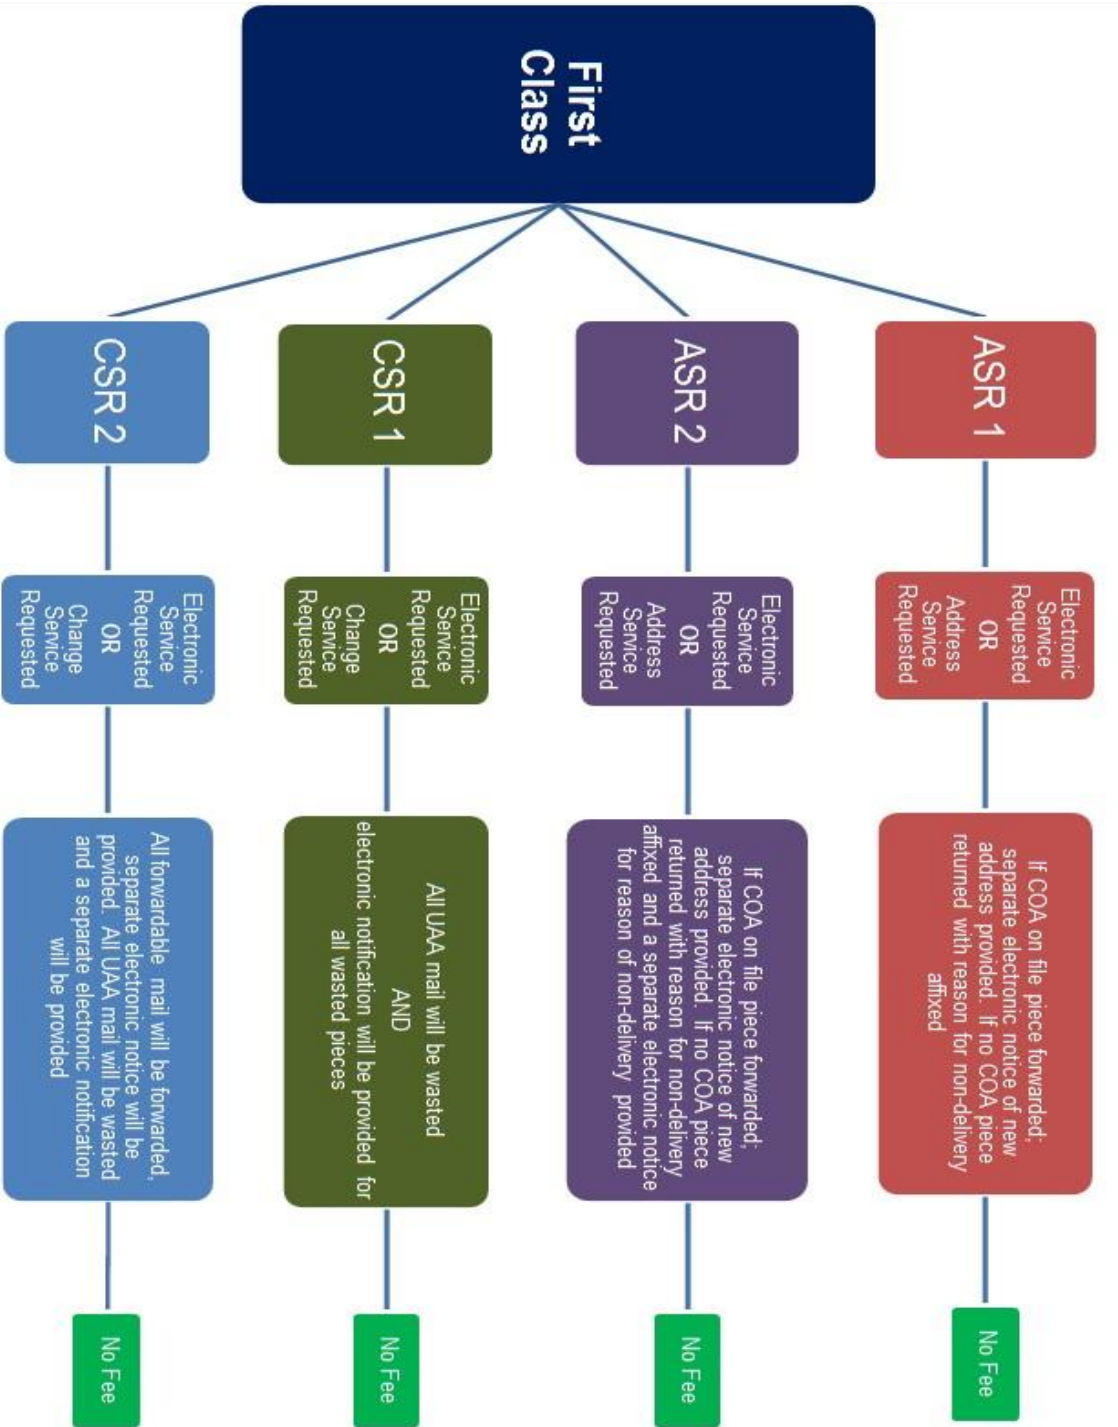 First
Class
ASR 1
Electronic
Service
Requested
OR
Address
Service
Requested
If COA on file piece forwarded;
separate electronic notice of new
address provided. If no COA piece
returned with reason for non-delivery
affixed
No Fee
ASR 2
Electronic
Service
Requested
OR
Address
Service
Requested
If COA on file piece forwarded;
separate electronic notice of new
address provided. If no COA piece
returned with reason for non-delivery
affixed and a separate electronic notice
for reason of non-delivery provided
No Fee
CSR 1
Electronic
Service
Requested
OR
Change
Service
Requested
All UAA mail will be wasted
AND
electronic notification will be provided for
all wasted pieces
No Fee
CSR 2
Electronic
Service
Requested
OR
Change
Service
Requested
All forwardable mail will be forwarded,
separate electronic notice will be
provided. All UAA mail will be wasted
and a separate electronic notification
will be provided
No Fee